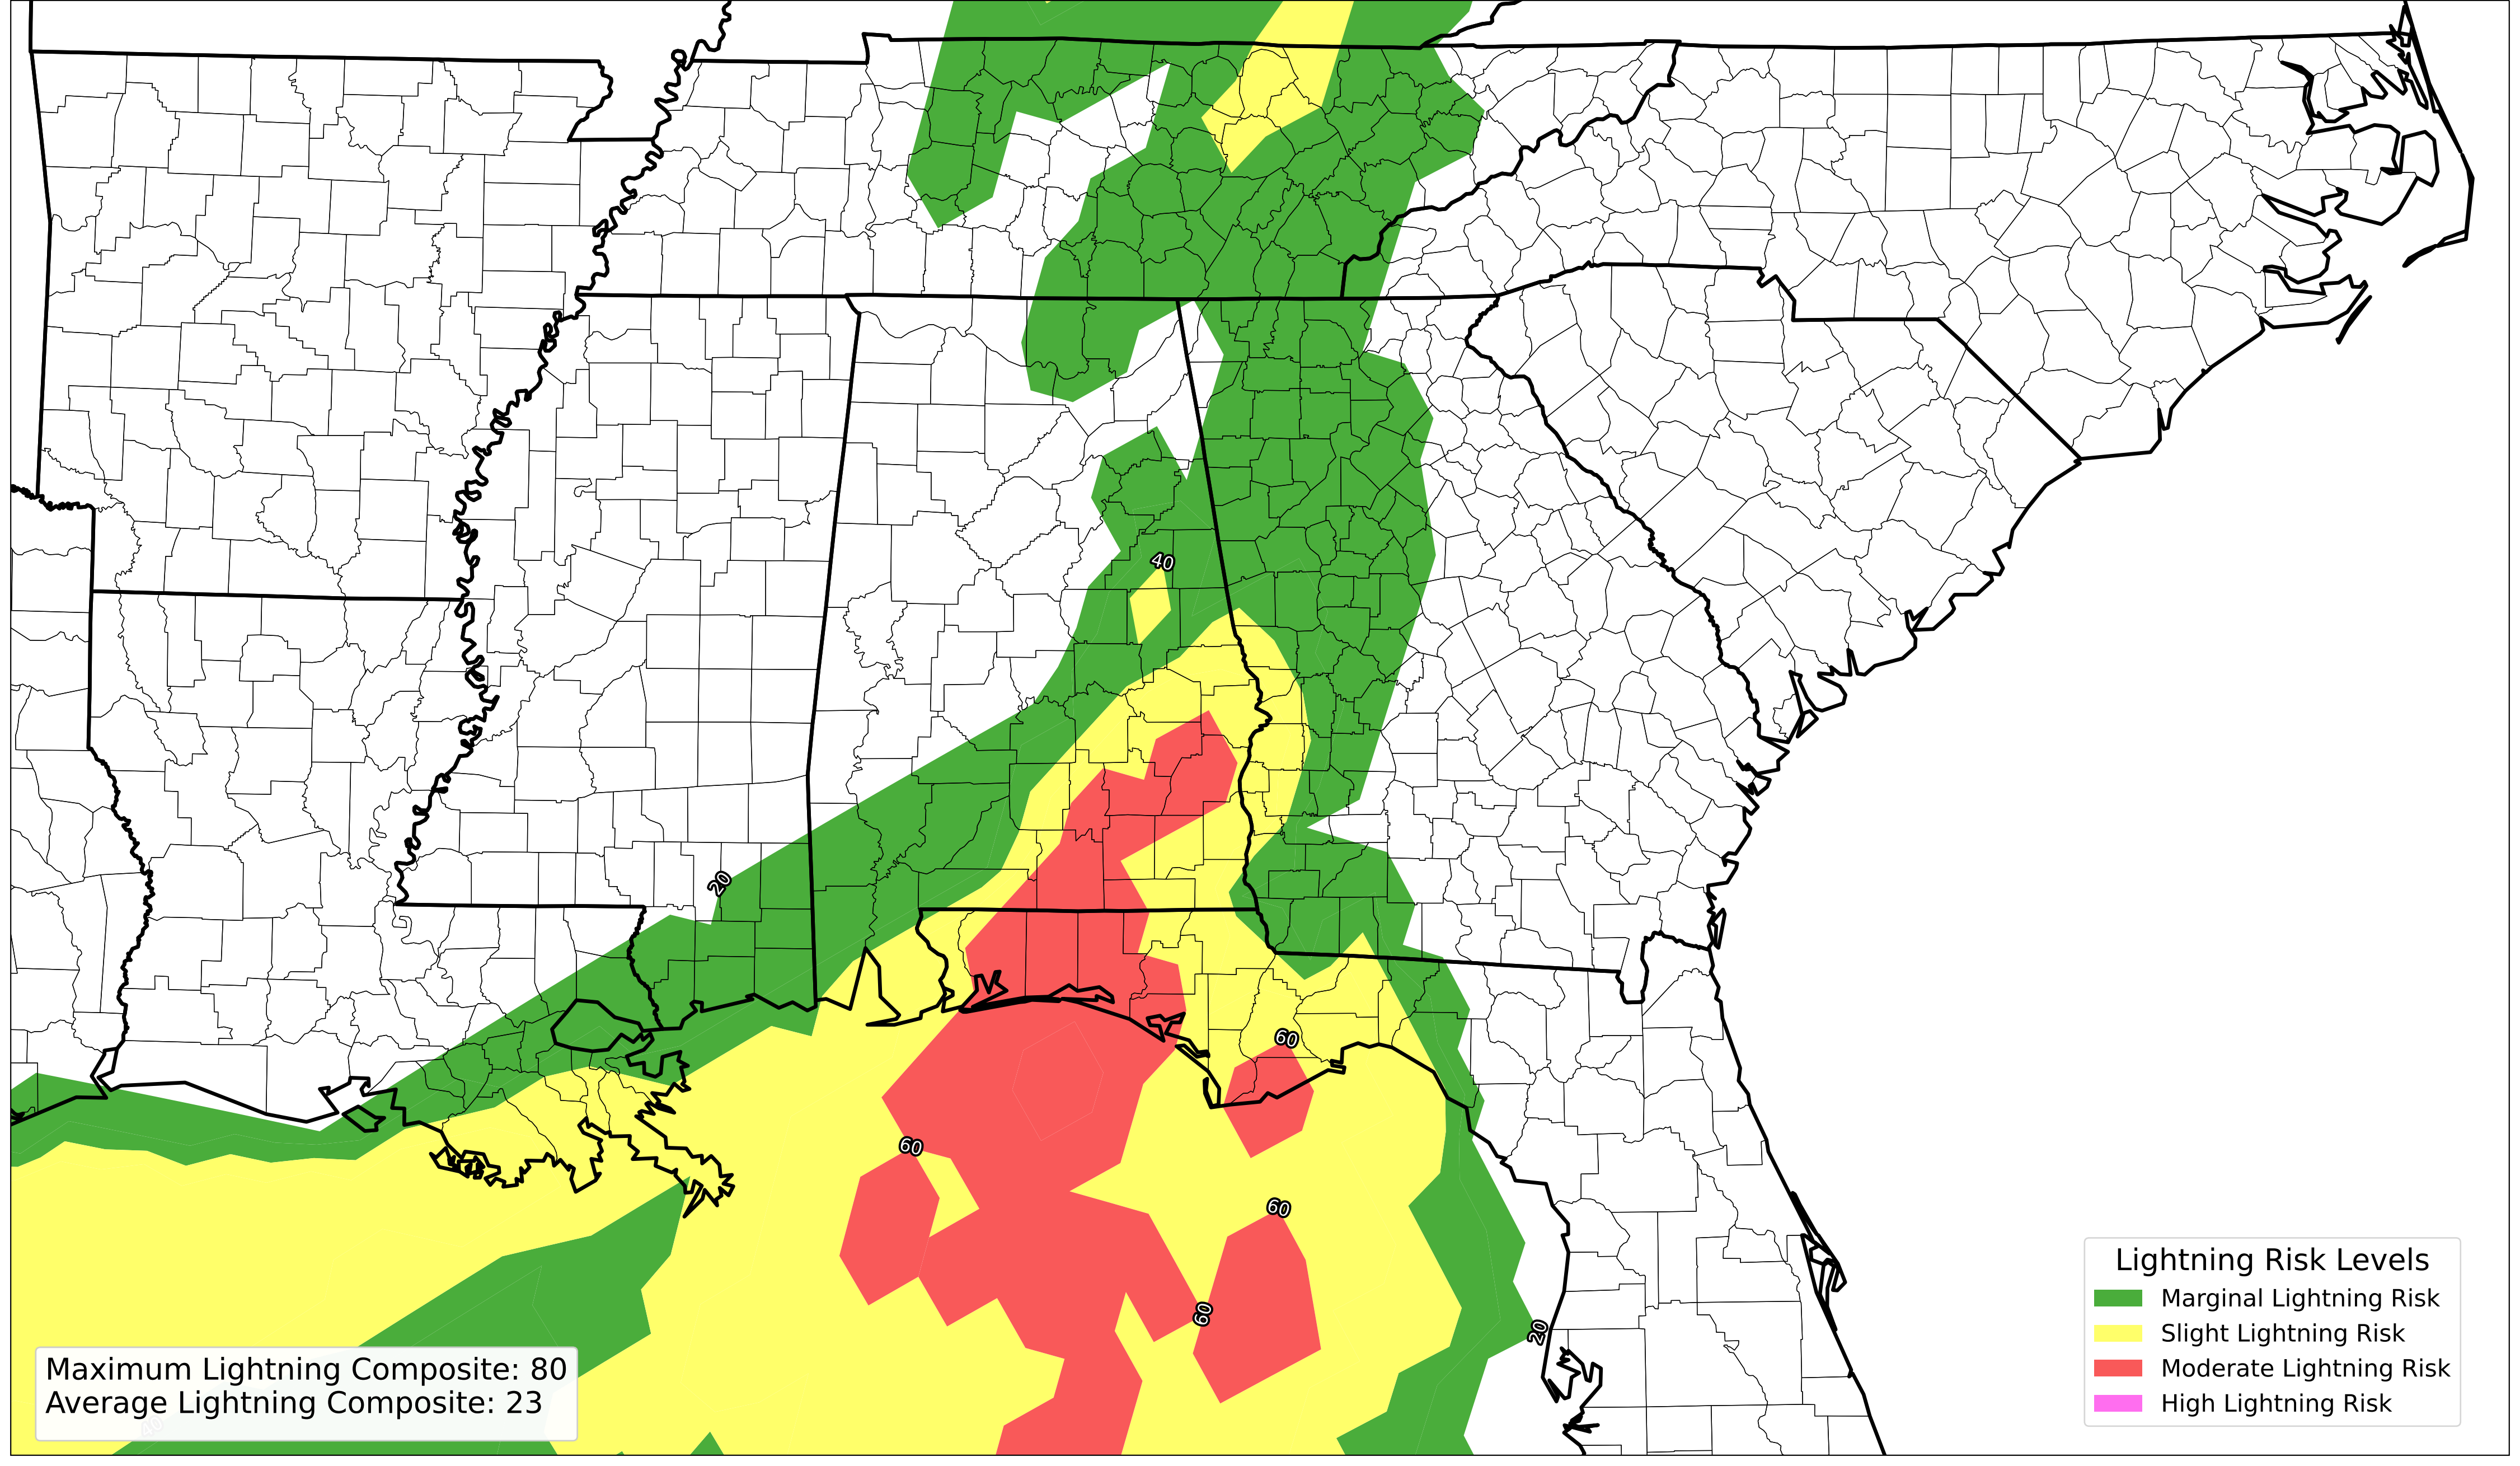 40
20
60
60
60
60
20
Maximum Lightning Composite: 80
Average Lightning Composite: 23
40
Lightning Risk Levels
Marginal Lightning Risk
Slight Lightning Risk
Moderate Lightning Risk
High Lightning Risk